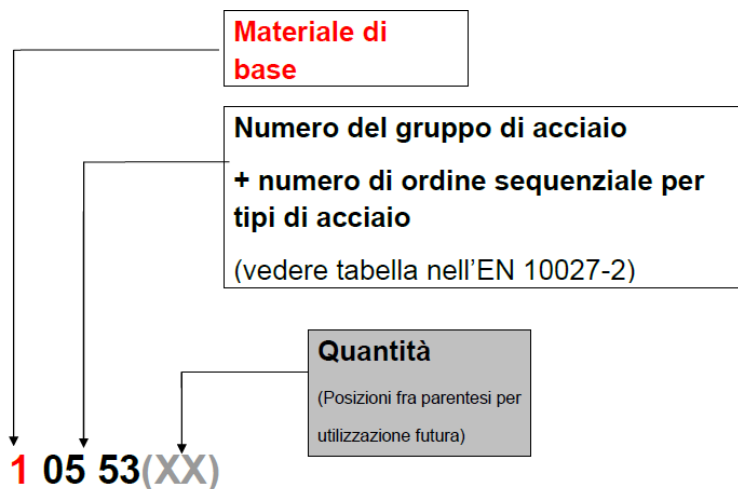 Materiale di
base
Numero del gruppo di acciaio
+ numero di ordine sequenziale per
tipi di acciaio
(vedere tabella nell'EN 10027-2)
Quantità
(Posizioni fra parentesi per
utilizzazione futura)
1 05 53(XX)